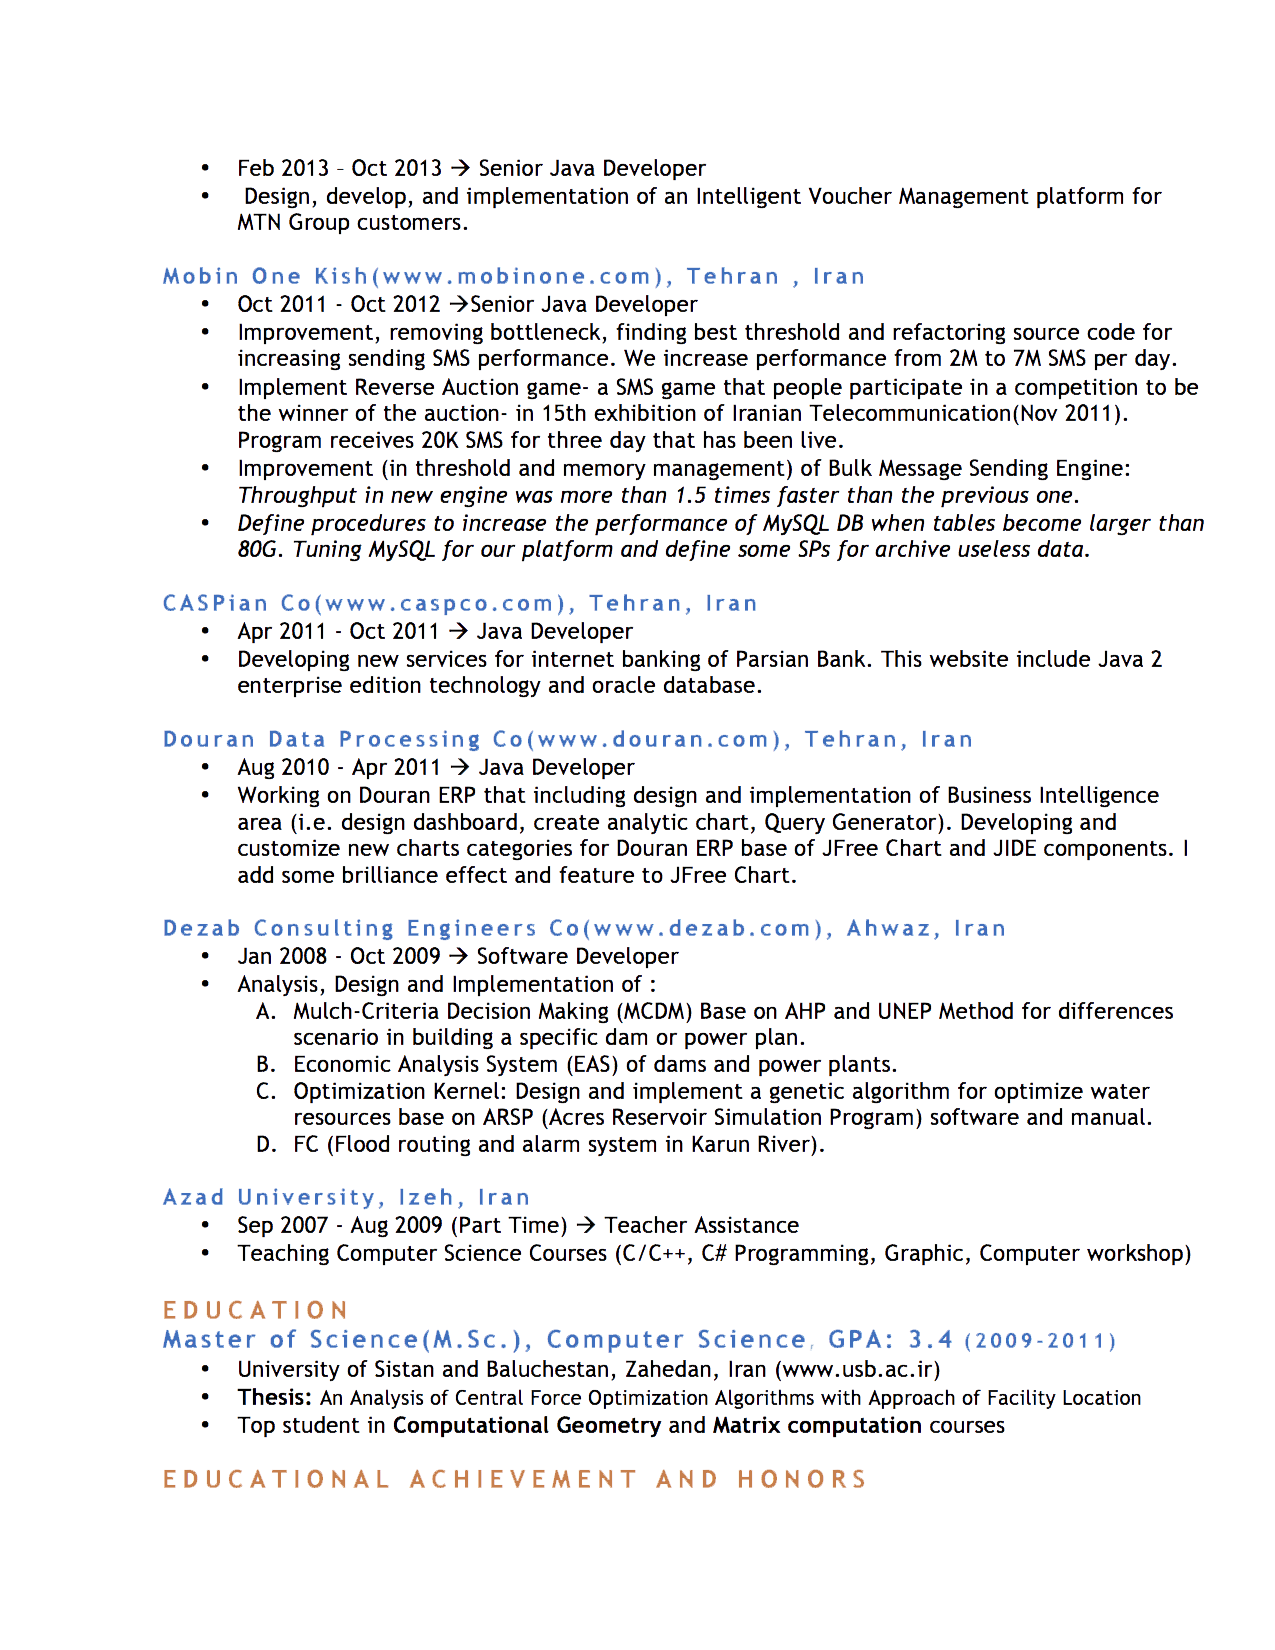 • Feb 2013 – Oct 2013 → Senior Java Developer
• Design, develop, and implementation of an Intelligent Voucher Management platform for
MTN Group customers.
Mobin One Kish(www.mobinone.com), Tehran , Iran
• Oct 2011 - Oct 2012 →Senior Java Developer
• Improvement, removing bottleneck, finding best threshold and refactoring source code for
increasing sending SMS performance. We increase performance from 2M to 7M SMS per day.
• Implement Reverse Auction game- a SMS game that people participate in a competition to be
the winner of the auction- in 15th exhibition of Iranian Telecommunication(Nov 2011).
Program receives 20K SMS for three day that has been live.
• Improvement (in threshold and memory management) of Bulk Message Sending Engine:
Throughput in new engine was more than 1.5 times faster than the previous one.
• Define procedures to increase the performance of MySQL DB when tables become larger than
80G. Tuning MySQL for our platform and define some SPs for archive useless data.
CASPian Co(www.caspco.com), Tehran, Iran
• Apr 2011 - Oct 2011 → Java Developer
• Developing new services for internet banking of Parsian Bank. This website include Java 2
enterprise edition technology and oracle database.
Douran Data Processing Co(www.douran.com), Tehran, Iran
• Aug 2010 - Apr 2011 → Java Developer
• Working on Douran ERP that including design and implementation of Business Intelligence
area (i.e. design dashboard, create analytic chart, Query Generator). Developing and
customize new charts categories for Douran ERP base of JFree Chart and JIDE components. I
add some brilliance effect and feature to JFree Chart.
Dezab Consulting Engineers Co(www.dezab.com), Ahwaz, Iran
• Jan 2008 - Oct 2009 → Software Developer
• Analysis, Design and Implementation of :
A. Mulch-Criteria Decision Making (MCDM) Base on AHP and UNEP Method for differences
scenario in building a specific dam or power plan.
B. Economic Analysis System (EAS) of dams and power plants.
C. Optimization Kernel: Design and implement a genetic algorithm for optimize water
resources base on ARSP (Acres Reservoir Simulation Program) software and manual.
D. FC (Flood routing and alarm system in Karun River).
Azad University, Izeh, Iran
• Sep 2007 - Aug 2009 (Part Time) → Teacher Assistance
• Teaching Computer Science Courses (C/C++, C# Programming, Graphic, Computer workshop)
EDUCATION
Master of Science(M.Sc.), Computer Science, GPA: 3.4 (2009-2011)
• University of Sistan and Baluchestan, Zahedan, Iran (www.usb.ac.ir)
• Thesis: An Analysis of Central Force Optimization Algorithms with Approach of Facility Location
• Top student in Computational Geometry and Matrix computation courses
EDUCATIONAL ACHIEVEMENT AND HONORS